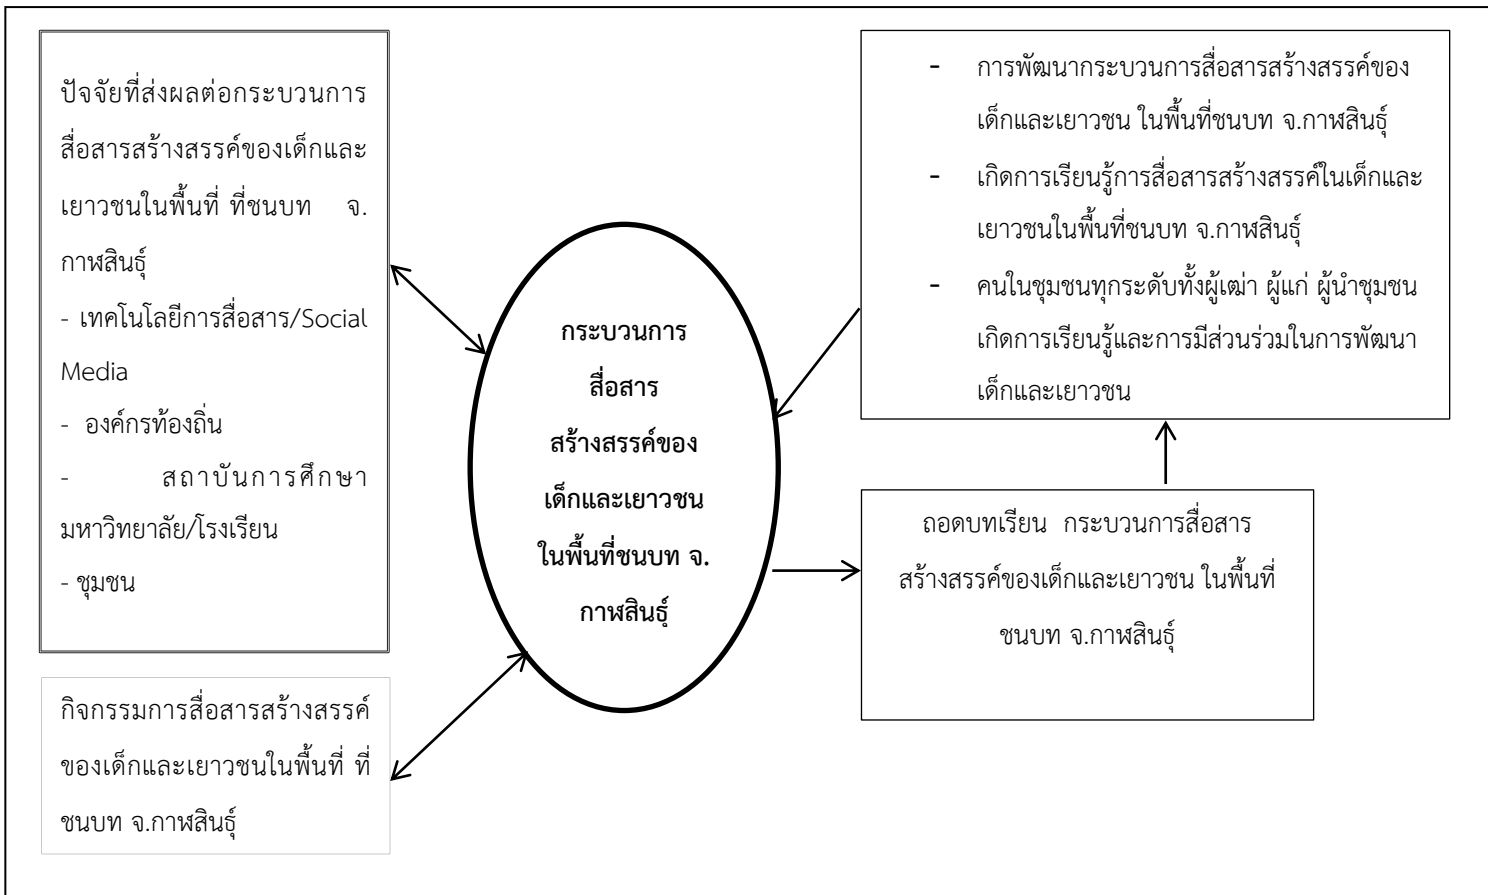 ปัจจัยที่ส่งผลต่อกระบวนการ
สื่อสารสร้างสรรค์ของเด็กและ
เยาวชนในพื้นที่ ที่ชนบท จ.
กาฬสินธุ์
- เทคโนโลยีการสื่อสาร/Social
Media
- องค์กรท้องถิ่น
- สถาบันการศึกษา
มหาวิทยาลัย/โรงเรียน
- ชุมชน
กิจกรรมการสื่อสารสร้างสรรค์
ของเด็กและเยาวชนในพื้นที่ ที่
ชนบท จ.กาฬสินธุ์
กระบวนการ
สื่อสาร
สร้างสรรค์ของ
เด็กและเยาวชน
ในพื้นที่ชนบท จ.
กาฬสินธุ์
- การพัฒนากระบวนการสื่อสารสร้างสรรค์ของ
เด็กและเยาวชน ในพื้นที่ชนบท จ.กาฬสินธุ์
- เกิดการเรียนรู้การสื่อสารสร้างสรรค์ในเด็กและ
เยาวชนในพื้นที่ชนบท จ.กาฬสินธุ์
- คนในชุมชนทุกระดับทั้งผู้เฒ่า ผู้แก่ ผู้นำชุมชน
เกิดการเรียนรู้และการมีส่วนร่วมในการพัฒนา
เด็กและเยาวชน
ถอดบทเรียน กระบวนการสื่อสาร
สร้างสรรค์ของเด็กและเยาวชน ในพื้นที่
ชนบท จ.กาฬสินธุ์